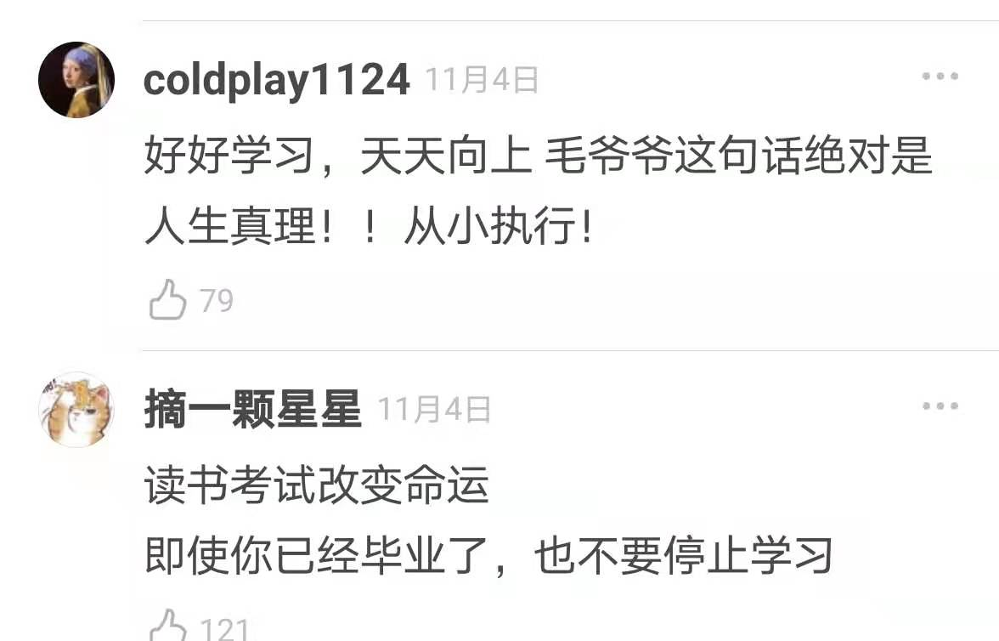 coldplay1124 11月4日
好好学习，天天向上 毛爷爷这句话绝对是
人生真理！！从小执行！
79
摘一颗星星 11月4日
读书考试改变命运
即使你已经毕业了，也不要停止学习
121